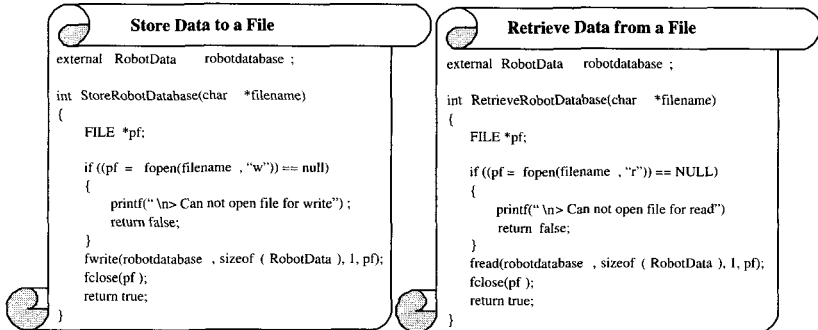 Store Data to a File
external RobotData robotdatabase ;
int StoreRobotDatabase(char *filename)
{
FILE *pf;
if ((pf = fopen(filename , “w”)) == null)
{
printf(“ \n> Can not open file for write”) ;
return false;
}
fwrite(robotdatabase , sizeof ( RobotData ), 1, pf);
fclose(pf );
return true;
}
Retrieve Data from a File
external RobotData robotdatabase ;
int RetrieveRobotDatabase(char *filename)
{
FILE *pf;
if ((pf = fopen(filename , “r”)) == NULL)
{
printf(“ \n> Can not open file for read”)
return false;
}
fread(robotdatabase , sizeof ( RobotData ), 1, pf);
fclose(pf );
return true;
}